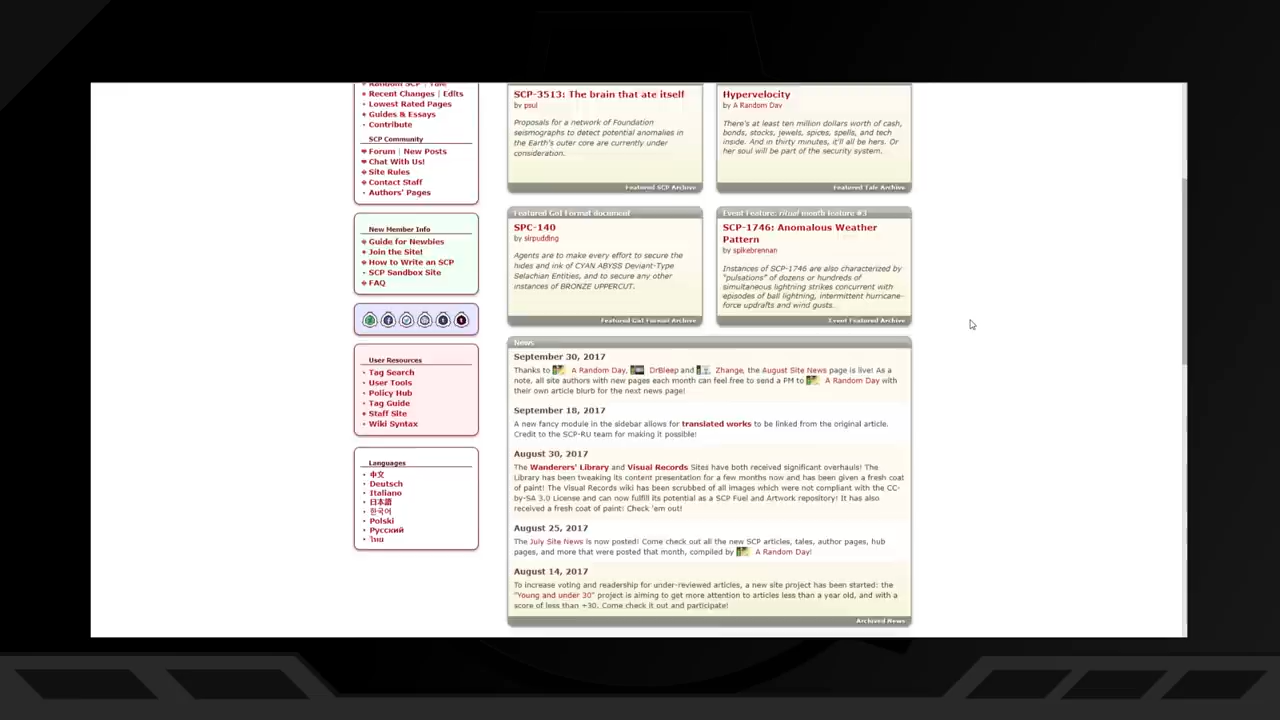 Random SCP | Tale
Recent Changes | Edits
Lowest Rated Pages
Guides & Essays
Contribute
SCP Community
Forum | New Posts
Chat With Us!
Site Rules
Contact Staff
Authors' Pages
New Member Info
Guide for Newbies
Join the Site!
How to Write an SCP
SCP Sandbox Site
FAQ
User Resources
Tag Search
User Tools
Policy Hub
Tag Guide
Staff Site
Wiki Syntax
Languages
中文
Deutsch
Italiano
日本語
한국어
Polski
Русский
ไทย
SCP-3513: The brain that ate itself
by psul
Proposals for a network of Foundation
seismographs to detect potential anomalies in
the Earth's outer core are currently under
consideration.
Featured SCP Archive
Hypervelocity
by A Random Day
There's at least ten million dollars worth of cash,
bonds, stocks, jewels, spices, spells, and tech
inside. And in thirty minutes, it'll all be hers. Or
her soul will be part of the security system.
Featured Tale Archive
Featured GoI Format document
SPC-140
by sirpudding
Agents are to make every effort to secure the
hides and ink of CYAN ABYSS Deviant-Type
Selachian Entities, and to secure any other
instances of BRONZE UPPERCUT.
Featured GoI Format Archive
Event Feature: ritual month feature #3
SCP-1746: Anomalous Weather
Pattern
by spikebrennan
Instances of SCP-1746 are also characterized by
"pulsations" of dozens or hundreds of
simultaneous lightning strikes concurrent with
episodes of ball lightning, intermittent hurricane-
force updrafts and wind gusts.
Event Featured Archive
News
September 30, 2017
Thanks to A Random Day, DrBleep and Zhange, the August Site News page is live! As a
note, all site authors with new pages each month can feel free to send a PM to A Random Day with
their own article blurb for the next news page!
September 18, 2017
A new fancy module in the sidebar allows for translated works to be linked from the original article.
Credit to the SCP-RU team for making it possible!
August 30, 2017
The Wanderers' Library and Visual Records Sites have both received significant overhauls! The
Library has been tweaking its content presentation for a few months now and has been given a fresh coat
of paint! The Visual Records wiki has been scrubbed of all images which were not compliant with the CC-
by-SA 3.0 License and can now fulfill its potential as a SCP Fuel and Artwork repository! It has also
received a fresh coat of paint! Check 'em out!
August 25, 2017
The July Site News is now posted! Come check out all the new SCP articles, tales, author pages, hub
pages, and more that were posted that month, compiled by A Random Day!
August 14, 2017
To increase voting and readership for under-reviewed articles, a new site project has been started: the
"Young and under 30" project is aiming to get more attention to articles less than a year old, and with a
score of less than +30. Come check it out and participate!
Archived News